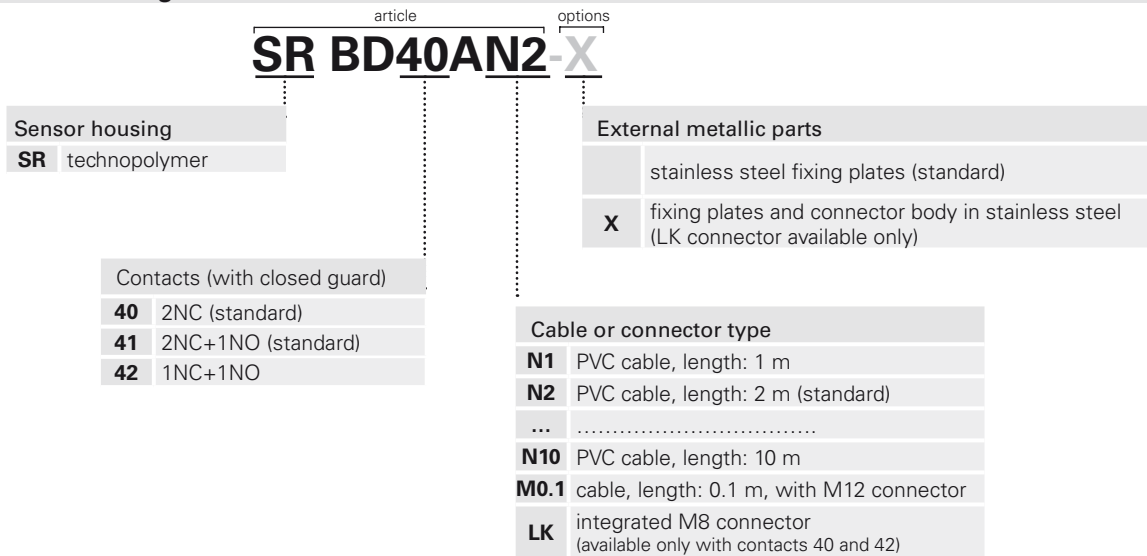 article options
SR BD40AN2-X
Sensor housing
SR technopolymer
External metallic parts
stainless steel fixing plates (standard)
X fixing plates and connector body in stainless steel
(LK connector available only)
Contacts (with closed guard)
40 2NC (standard)
41 2NC+1NO (standard)
42 1NC+1NO
Cable or connector type
N1 PVC cable, length: 1 m
N2 PVC cable, length: 2 m (standard)
... ……………………………
N10 PVC cable, length: 10 m
M0.1 cable, length: 0.1 m, with M12 connector
LK integrated M8 connector
(available only with contacts 40 and 42)